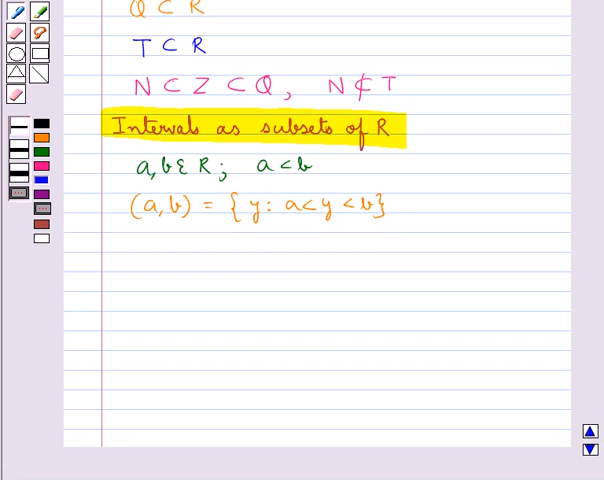 Q ⊂ R
T ⊂ R
N ⊂ Z ⊂ Q, N ⊄ T
Intervals as subsets of R
a, b ε R; a < b
(a, b) = { y : a < y < b}